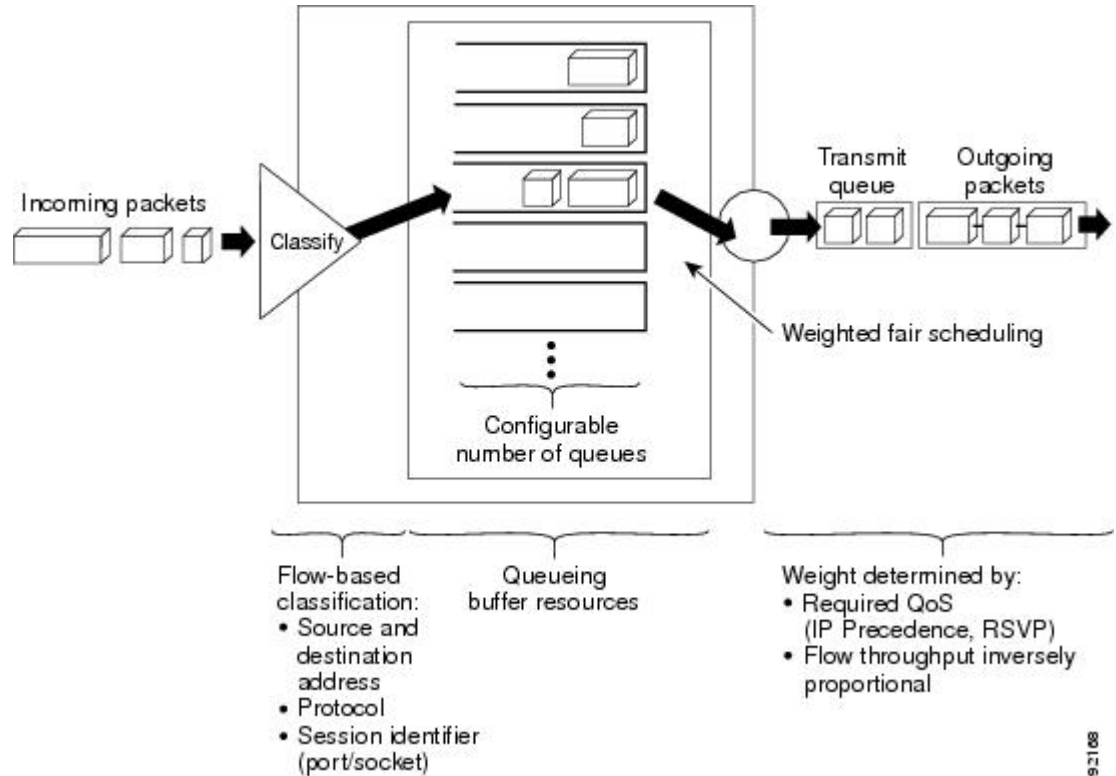 Incoming packets
Classify
Transmit
queue
Outgoing
packets
Weighted fair scheduling
Configurable
number of queues
Flow-based
classification:
• Source and
destination
address
• Protocol
• Session identifier
(port/socket)
Queueing
buffer resources
Weight determined by:
• Required QoS
(IP Precedence, RSVP)
• Flow throughput inversely
proportional
92168